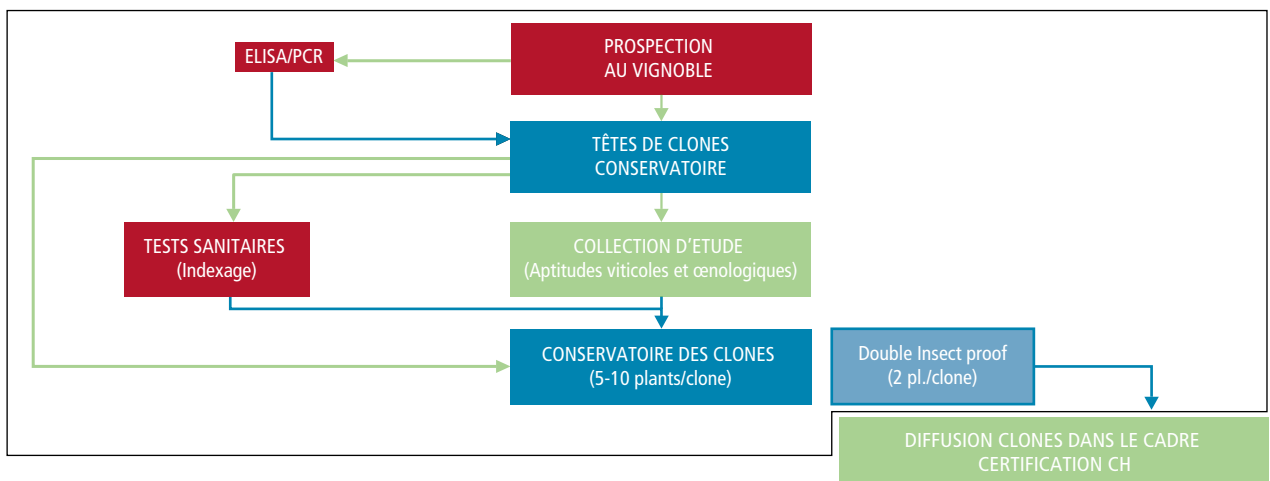 PROSPECTION
AU VIGNOBLE
ELISA/PCR
TÊTES DE CLONES
CONSERVATOIRE
TESTS SANITAIRES
(Indexage)
COLLECTION D'ETUDE
(Aptitudes viticoles et œnologiques)
CONSERVATOIRE DES CLONES
(5-10 plants/clone)
Double Insect proof
(2 pl./clone)
DIFFUSION CLONES DANS LE CADRE
CERTIFICATION CH